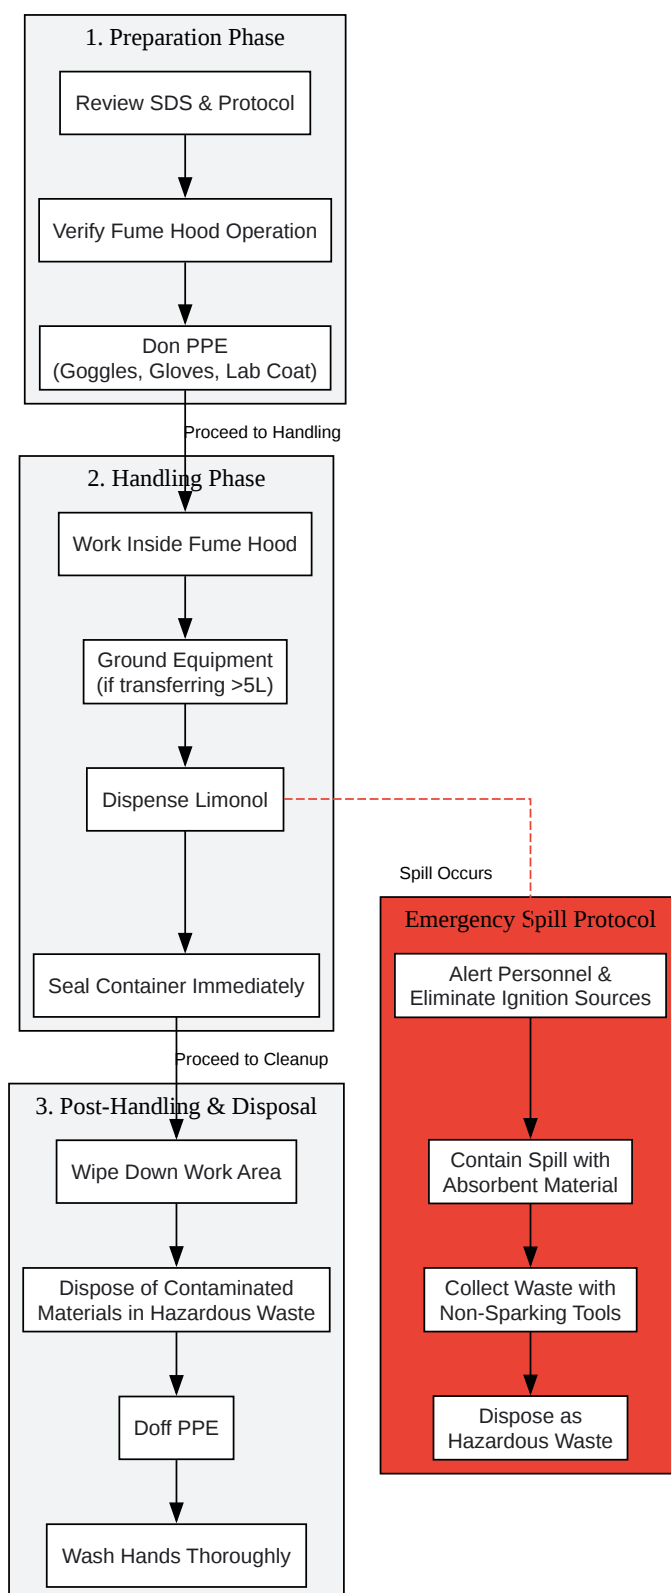 1. Preparation Phase
Review SDS & Protocol
Verify Fume Hood Operation
Don PPE
(Goggles, Gloves, Lab Coat)
Proceed to Handling
2. Handling Phase
Work Inside Fume Hood
Ground Equipment
(if transferring >5L)
Dispense Limonol
Seal Container Immediately
Proceed to Cleanup
3. Post-Handling & Disposal
Wipe Down Work Area
Dispose of Contaminated
Materials in Hazardous Waste
Doff PPE
Wash Hands Thoroughly
Spill Occurs
Emergency Spill Protocol
Alert Personnel &
Eliminate Ignition Sources
Contain Spill with
Absorbent Material
Collect Waste with
Non-Sparking Tools
Dispose as
Hazardous Waste